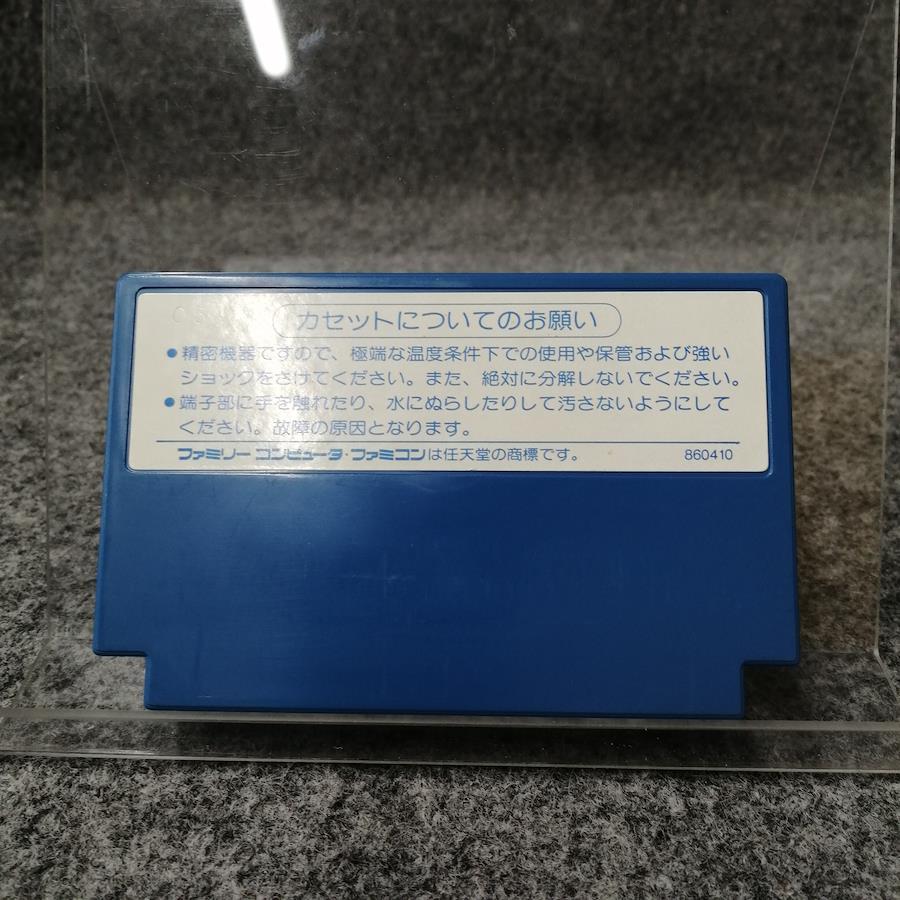 カセットについてのお願い
●精密機器ですので、極端な温度条件下での使用や保管および強い
ショックをさけてください。また、絶対に分解しないでください。
●端子部に手を触れたり、水にぬらしたりして汚さないようにして
ください。故障の原因となります。
ファミリー コンピュータ・ファミコンは任天堂の商標です。 860410